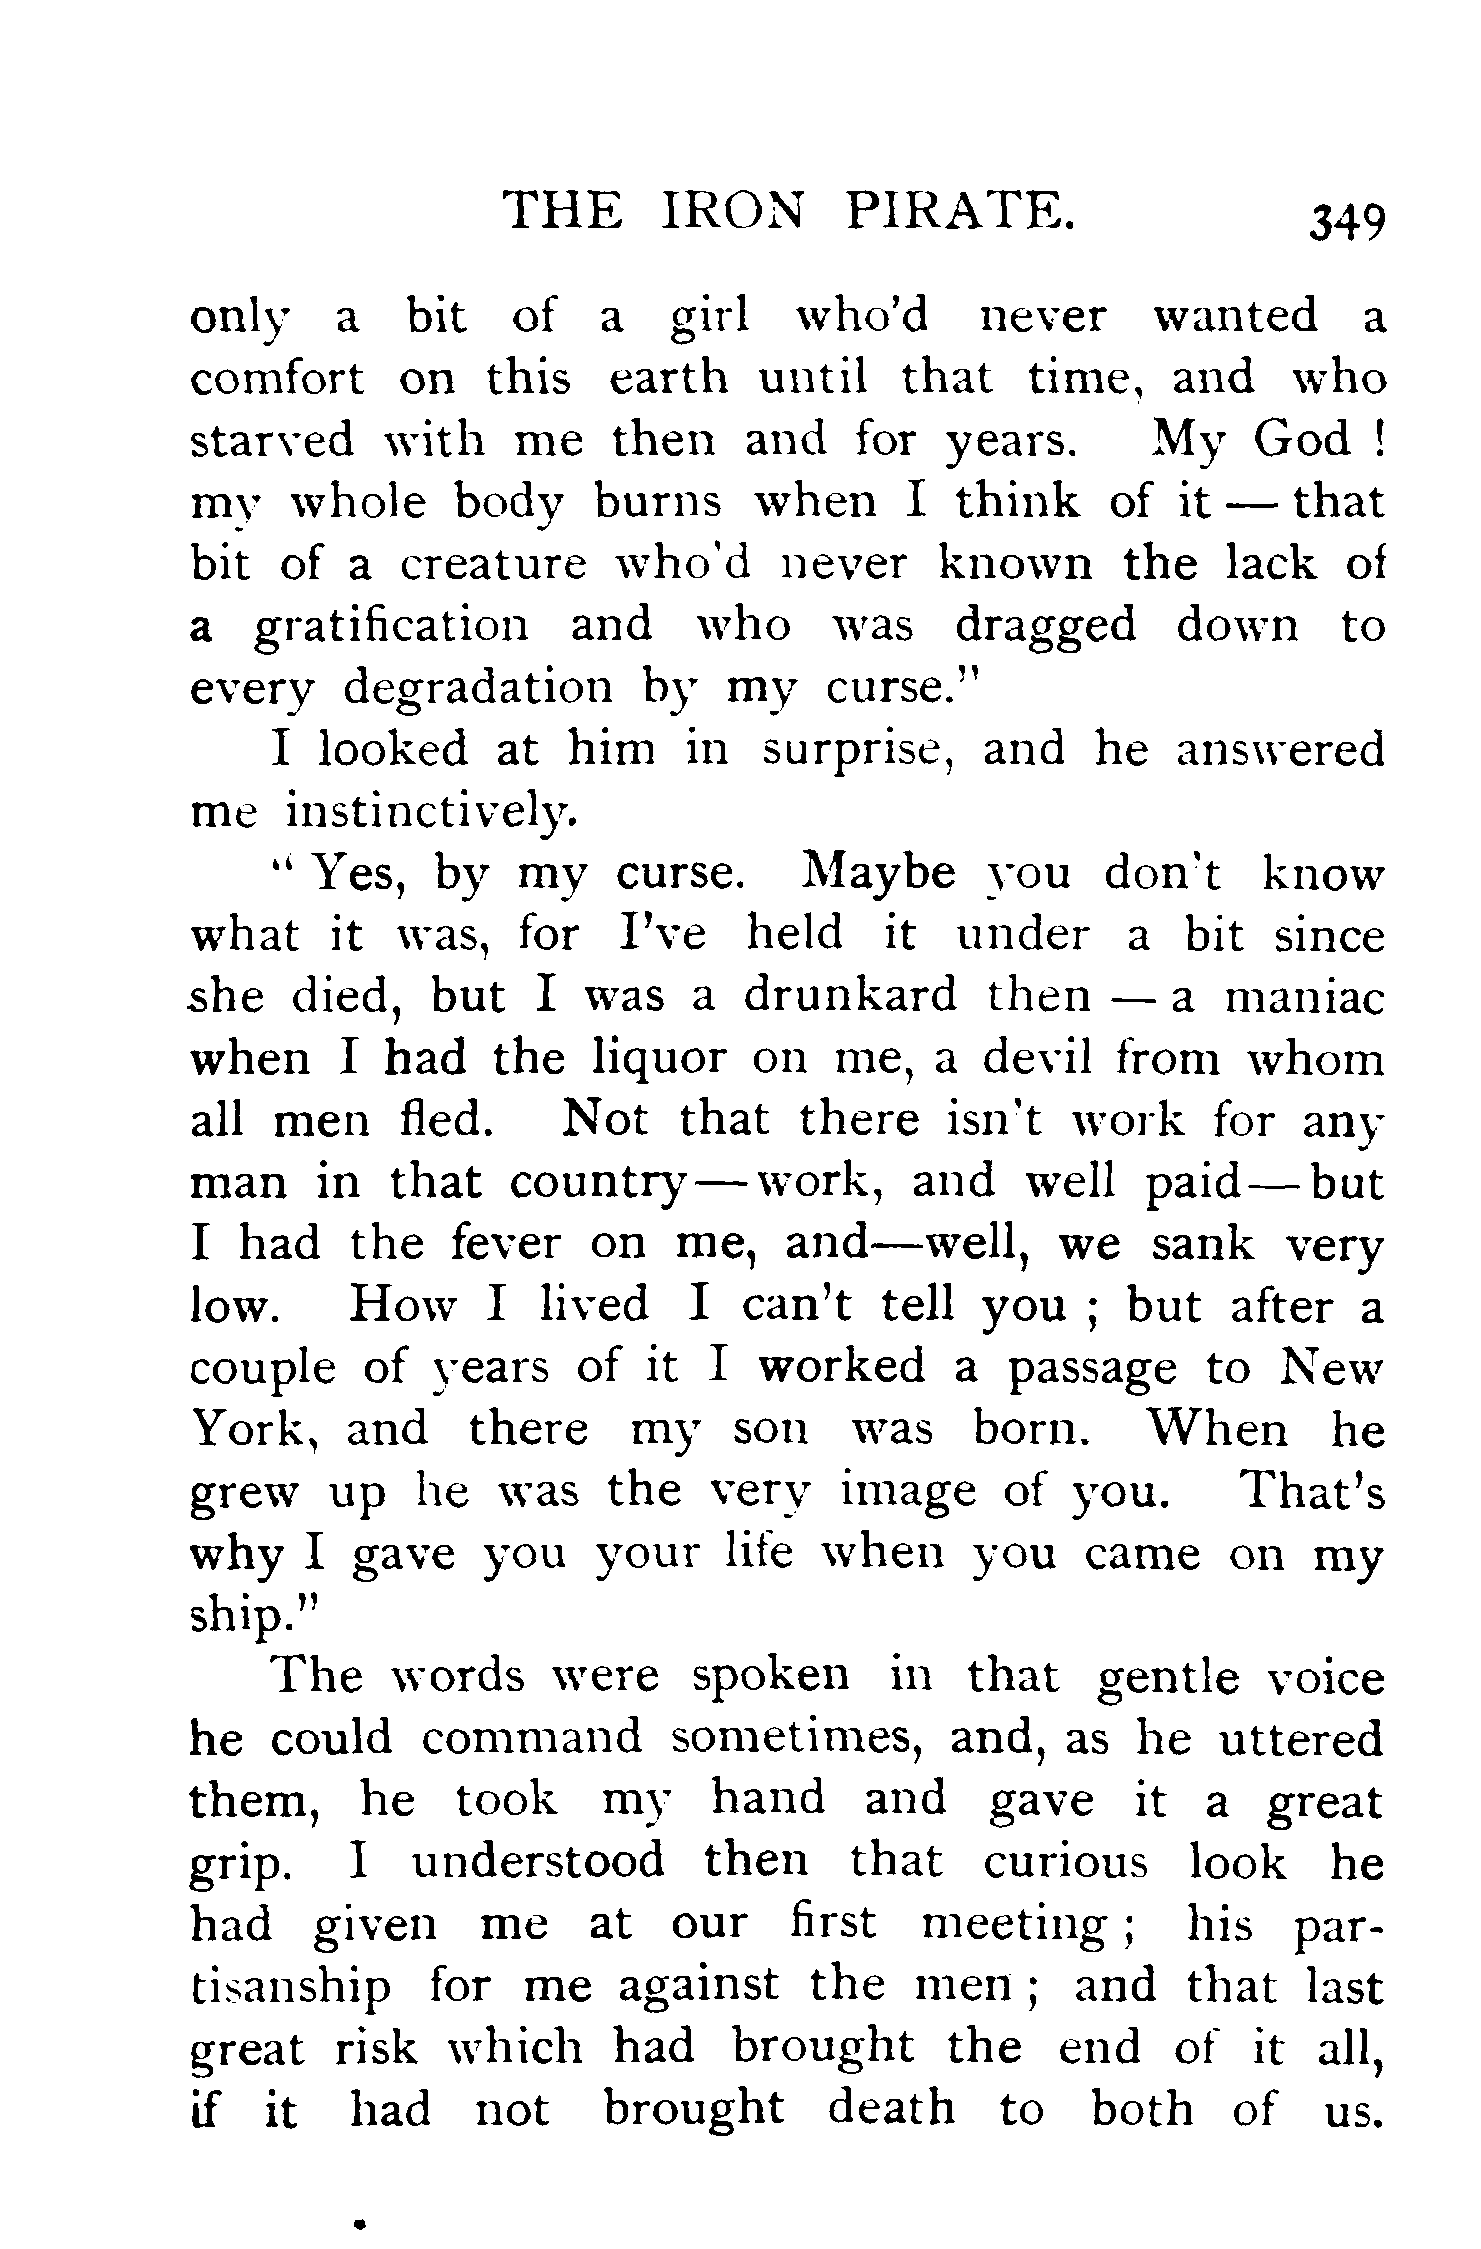 THE IRON PIRATE. 349
only a bit of a girl who'd never wanted a
comfort on this earth until that time, and who
starved with me then and for years. My God !
my whole body burns when I think of it — that
bit of a creature who'd never known the lack of
a gratification and who was dragged down to
every degradation by my curse."
I looked at him in surprise, and he answered
me instinctively.
" Yes, by my curse. Maybe you don't know
what it was, for I've held it under a bit since
she died, but I was a drunkard then — a maniac
when I had the liquor on me, a devil from whom
all men fled. Not that there isn't work for any
man in that country—work, and well paid—but
I had the fever on me, and—well, we sank very
low. How I lived I can't tell you ; but after a
couple of years of it I worked a passage to New
York, and there my son was born. When he
grew up he was the very image of you. That's
why I gave you your life when you came on my
ship."
The words were spoken in that gentle voice
he could command sometimes, and, as he uttered
them, he took my hand and gave it a great
grip. I understood then that curious look he
had given me at our first meeting ; his par-
tisanship for me against the men ; and that last
great risk which had brought the end of it all,
if it had not brought death to both of us.